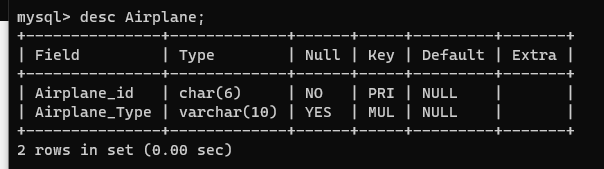 mysql> desc Airplane;
+---------------+-------------+------+-----+---------+-------+
| Field         | Type        | Null | Key | Default | Extra |
+---------------+-------------+------+-----+---------+-------+
| Airplane_id   | char(6)     | NO   | PRI | NULL    |       |
| Airplane_Type | varchar(10) | YES  | MUL | NULL    |       |
+---------------+-------------+------+-----+---------+-------+
2 rows in set (0.00 sec)